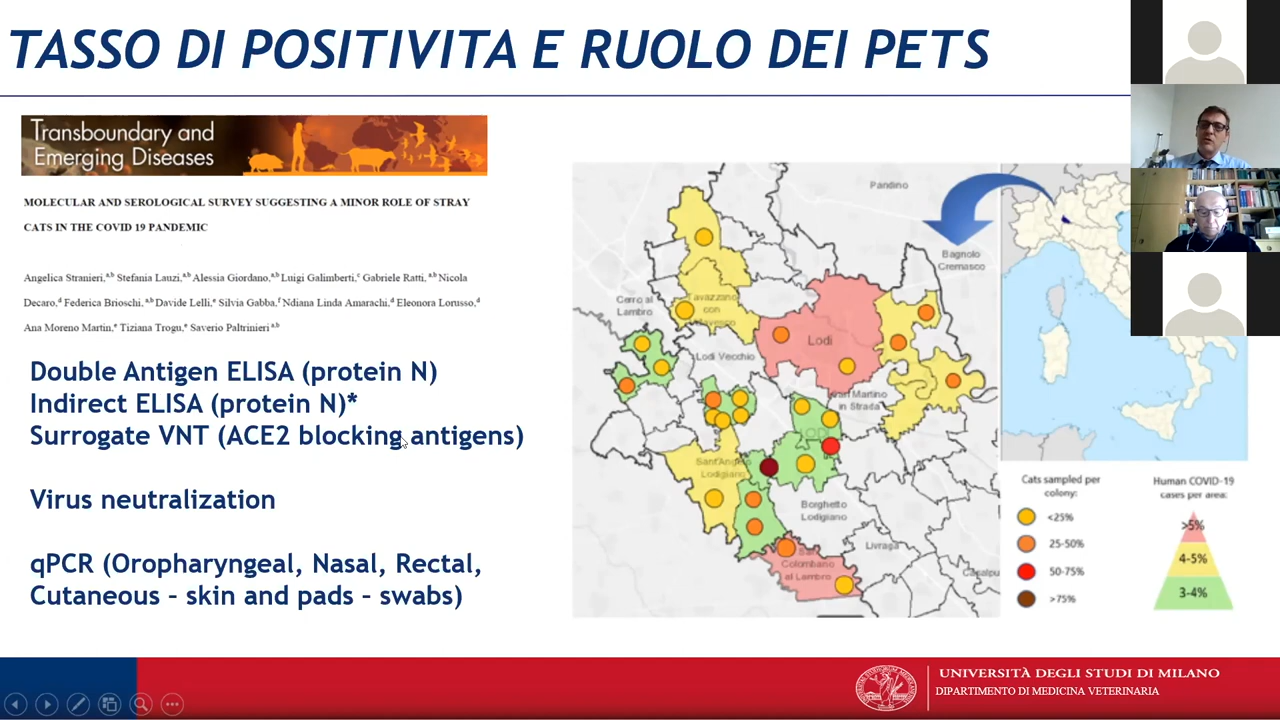 TASSO DI POSITIVITA E RUOLO DEI PETS
Transboundary and
Emerging Diseases
MOLECULAR AND SEROLOGICAL SURVEY SUGGESTING A MINOR ROLE OF STRAY
CATS IN THE COVID 19 PANDEMIC
Angelica Stranieri,a,b Stefania Lauzi,a,b Alessia Giordano,a,b Luigi Galimberti,c Gabriele Ratti, a,b Nicola
Decaro,d Federica Brioschi, a,b Davide Lelli,e Silvia Gabba,f Ndiana Linda Amarachi,d Eleonora Lorusso,d
Ana Moreno Martin,e Tiziana Trogu,e Saverio Paltrinieri a,b
Double Antigen ELISA (protein N)
Indirect ELISA (protein N)*
Surrogate VNT (ACE2 blocking antigens)
Virus neutralization
qPCR (Oropharyngeal, Nasal, Rectal,
Cutaneous – skin and pads – swabs)
Pandino
Bagnolo
Cremasco
Cerro al
Lambro
Tavazzano
con
Lodi
Lodi Vecchio
San Martino
in Strada
LODI
Sant'Angelo
Lodigiano
Borghetto
Lodigiano
Livraga
San
Colombano
al Lambro
Cats sampled per
colony:
<25%
25-50%
50-75%
>75%
Human COVID-19
cases per area:
>5%
4-5%
3-4%
UNIVERSITÀ DEGLI STUDI DI MILANO
DIPARTIMENTO DI MEDICINA VETERINARIA